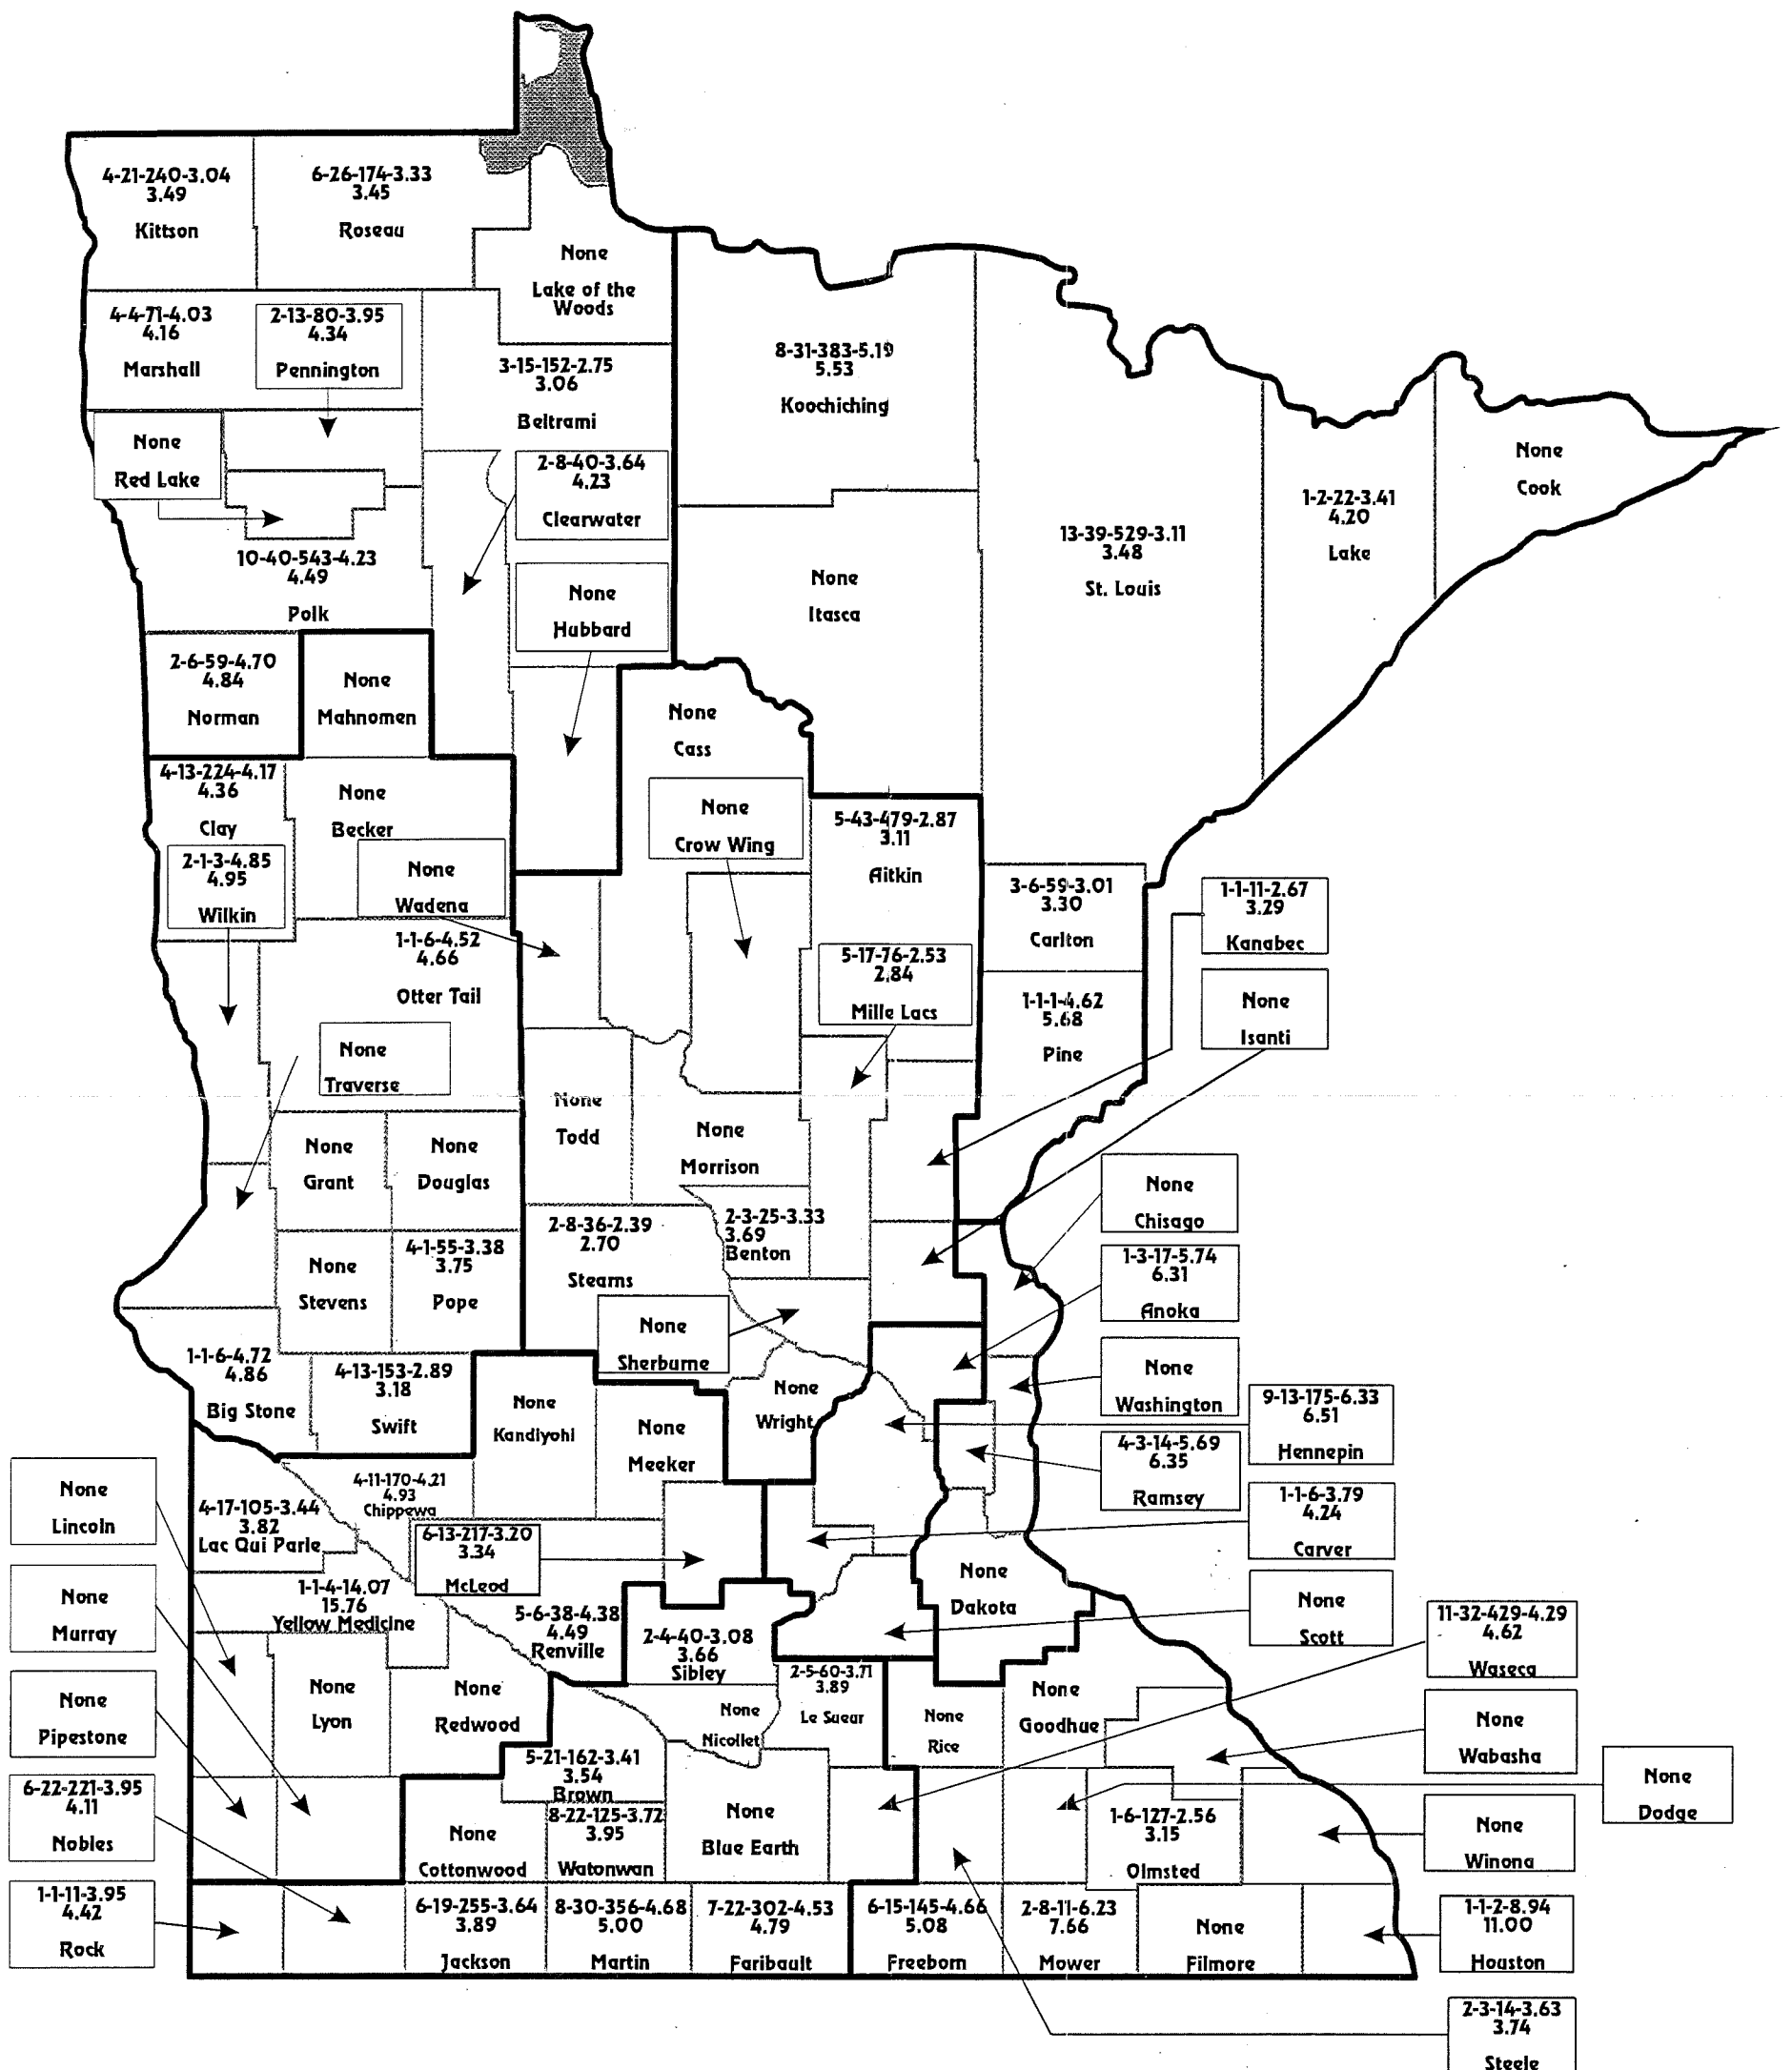 4-21-240-3.04
3.49
Kittson
6-26-174-3.33
3.45
Roseau
None
Lake of the
Woods
4-4-71-4.03
4.16
Marshall
2-13-80-3.95
4.34
Pennington
3-15-152-2.75
3.06
Beltrami
8-31-383-5.19
5.53
Koochiching
None
Red Lake
2-8-40-3.64
4.23
Clearwater
13-39-529-3.11
3.48
St. Louis
1-2-22-3.41
4.20
Lake
None
Cook
10-40-543-4.23
4.49
Polk
None
Hubbard
None
Itasca
2-6-59-4.70
4.84
Norman
None
Mahnomen
None
Cass
4-13-224-4.17
4.36
Clay
None
Becker
None
Crow Wing
5-43-479-2.87
3.11
Aitkin
2-1-3-4.85
4.95
Wilkin
None
Wadena
3-6-59-3.01
3.30
Carlton
1-1-11-2.67
3.29
Kanabec
1-1-6-4.52
4.66
Otter Tail
5-17-76-2.53
2.84
Mille Lacs
1-1-1-4.62
5.68
Pine
None
Isanti
None
Traverse
None
Todd
None
Morrison
None
Grant
None
Douglas
None
Chisago
2-8-36-2.39
2.70
Stearns
2-3-25-3.33
3.69
Benton
None
Stevens
4-1-55-3.38
3.75
Pope
1-3-17-5.74
6.31
Anoka
None
Sherburne
1-1-6-4.72
4.86
Big Stone
4-13-153-2.89
3.18
Swift
None
Kandiyohi
None
Meeker
None
Wright
None
Washington
9-13-175-6.33
6.51
Hennepin
4-3-14-5.69
6.35
Ramsey
None
Lincoln
4-17-105-3.44
3.82
Lac Qui Parle
4-11-170-4.21
4.93
Chippewa
6-13-217-3.20
3.34
McLeod
1-1-6-3.79
4.24
Carver
None
Murray
1-1-4-14.07
15.76
Yellow Medicine
5-6-38-4.38
4.49
Renville
2-4-40-3.08
3.66
Sibley
None
Dakota
None
Scott
11-32-429-4.29
4.62
Waseca
None
Pipestone
None
Lyon
None
Redwood
None
Nicollet
2-5-60-3.71
3.89
Le Sueur
None
Rice
None
Goodhue
None
Wabasha
6-22-221-3.95
4.11
Nobles
5-21-162-3.41
3.54
Brown
None
Dodge
None
Cottonwood
8-22-125-3.72
3.95
Watonwan
None
Blue Earth
1-6-127-2.56
3.15
Olmsted
None
Winona
1-1-11-3.95
4.42
Rock
6-19-255-3.64
3.89
Jackson
8-30-356-4.68
5.00
Martin
7-22-302-4.53
4.79
Faribault
6-15-145-4.66
5.08
Freeborn
2-8-11-6.23
7.66
Mower
None
Filmore
1-1-2-8.94
11.00
Houston
2-3-14-3.63
3.74
Steele